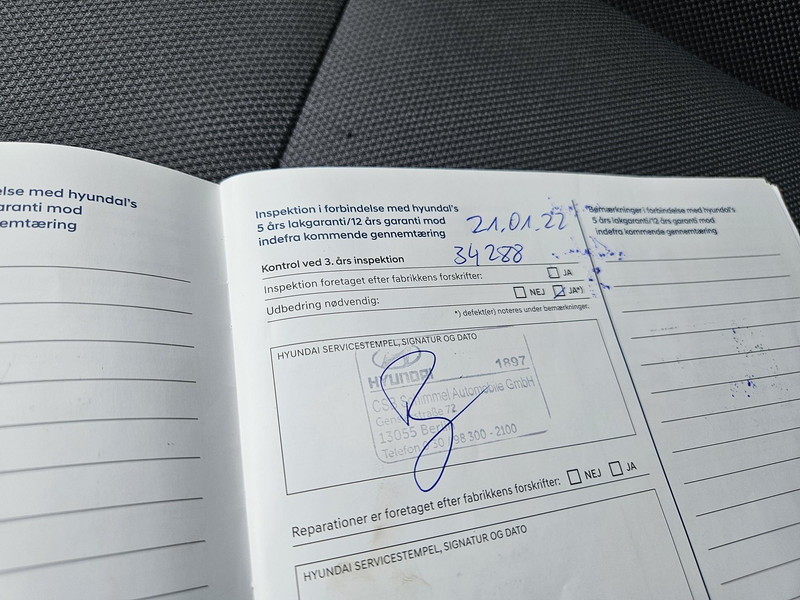 else med hyundai's
aranti mod
nemtæring
Inspektion i forbindelse med hyundai's
5 års lakgaranti/12 års garanti mod
indefra kommende gennemtæring
21.01.22
34288
Kontrol ved 3. års inspektion
Inspektion foretaget efter fabrikkens forskrifter: JA
Udbedring nødvendig: NEJ JA*)
*) defekt(er) noteres under bemærkninger.
HYUNDAI SERVICESTEMPEL, SIGNATUR OG DATO
HYUNDAI 1897
Automobile GmbH
72
13055
Telefon 98 300 - 2100
Reparationer er foretaget efter fabrikkens forskrifter: NEJ JA
HYUNDAI SERVICESTEMPEL, SIGNATUR OG DATO
*Bemærkninger i forbindelse med hyundai's
5 års lakgaranti/12 års garanti mod
indefra kommende gennemtæring